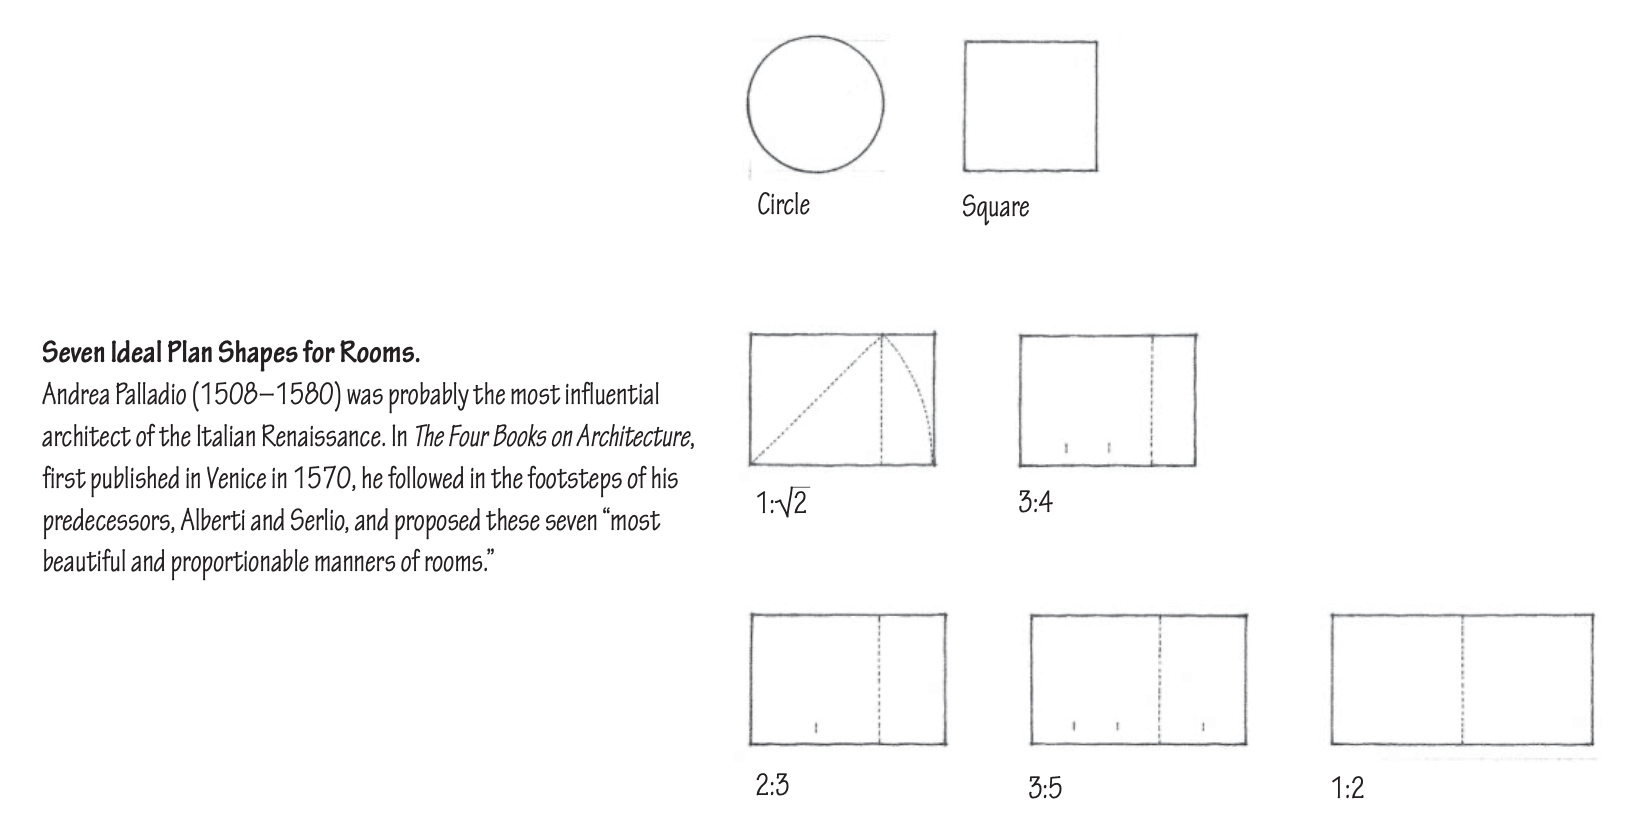 Circle
Square
Seven Ideal Plan Shapes for Rooms.
Andrea Palladio (1508–1580) was probably the most influential
architect of the Italian Renaissance. In The Four Books on Architecture,
first published in Venice in 1570, he followed in the footsteps of his
predecessors, Alberti and Serlio, and proposed these seven “most
beautiful and proportionable manners of rooms.”
1:√2
3:4
2:3
3:5
1:2